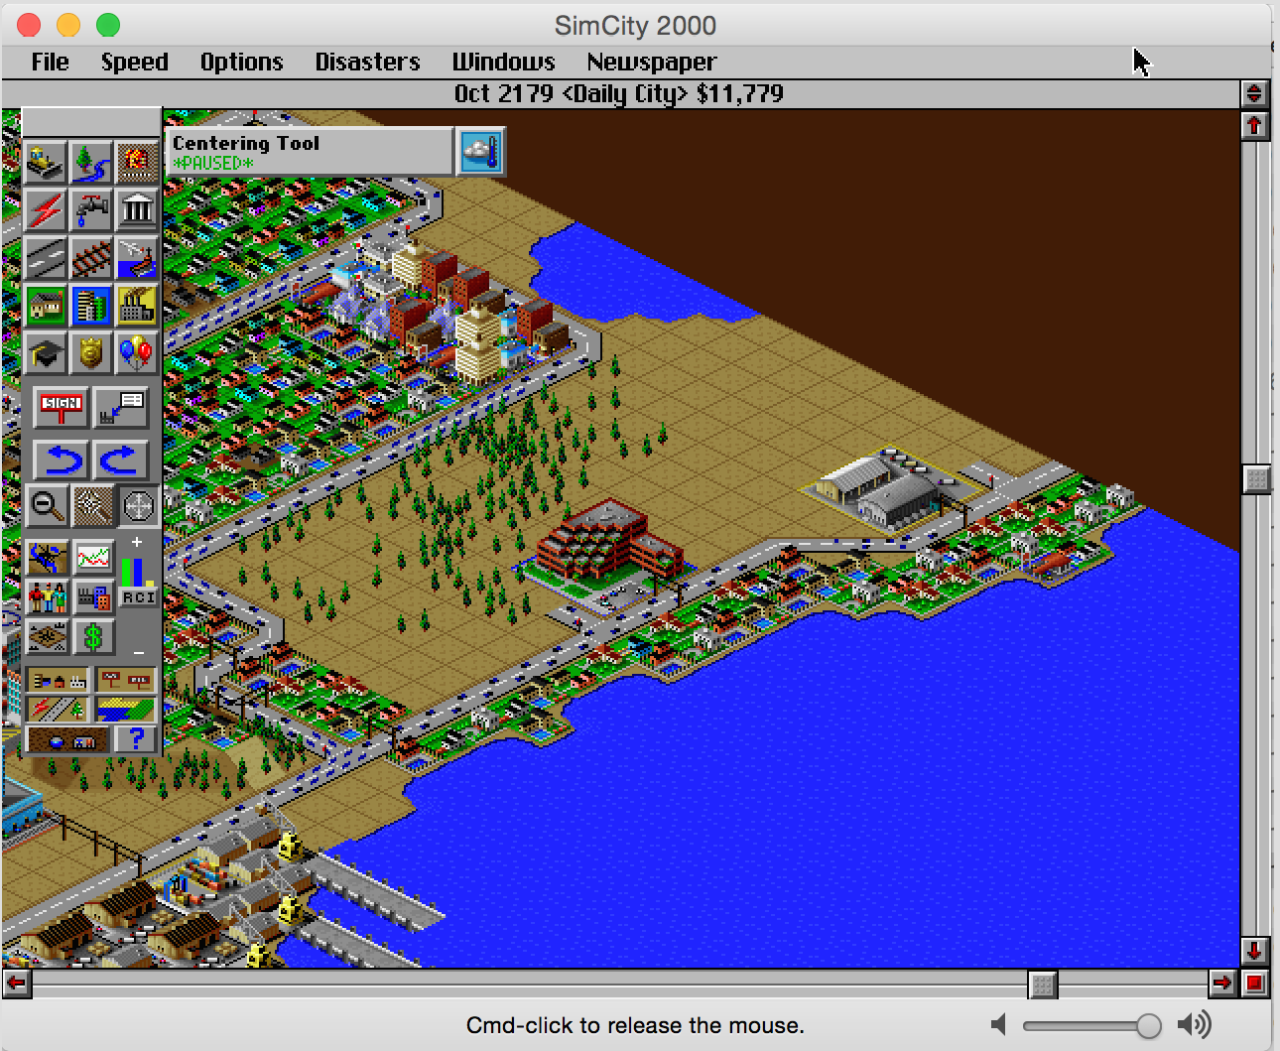 SimCity 2000
File Speed Options Disasters Windows Newspaper
Oct 2179 <Daily City> $11,779
Centering Tool
*PAUSED*
SIGN
+
RCI
-
$
?
Cmd-click to release the mouse.